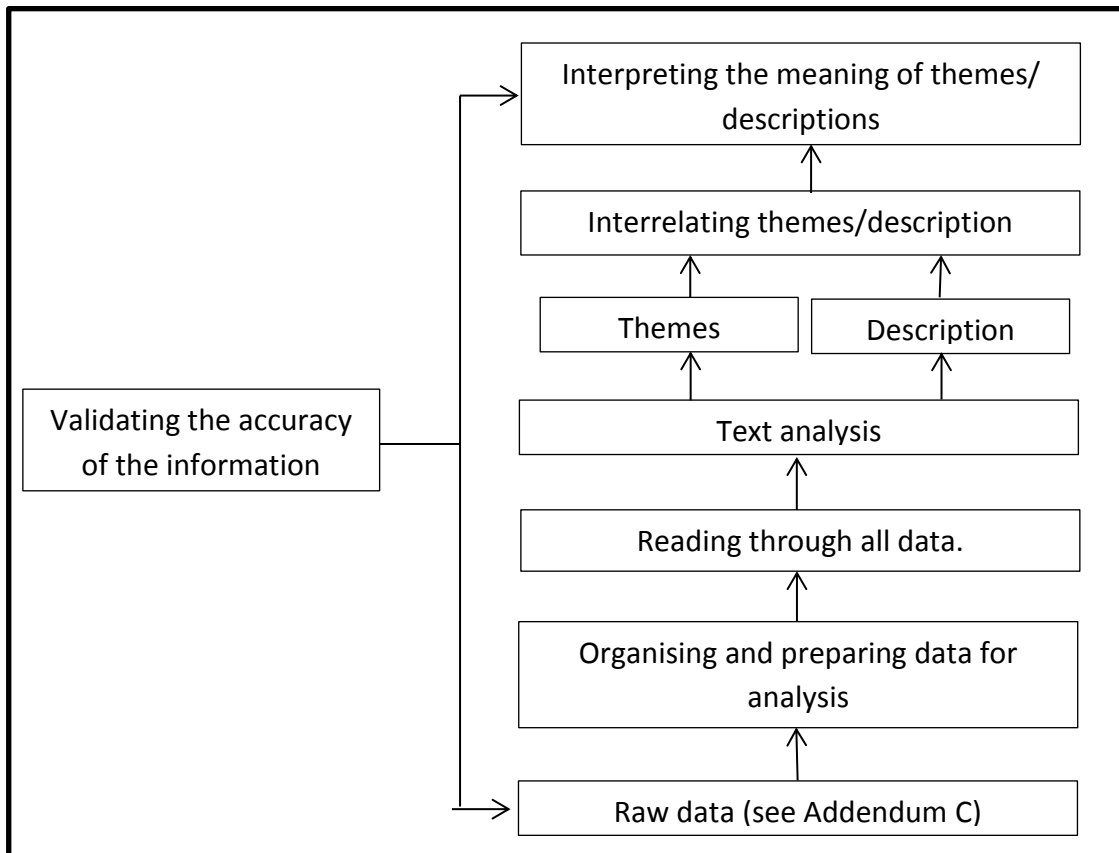 Interpreting the meaning of themes/
descriptions
Interrelating themes/description
Themes
Description
Validating the accuracy
of the information
Text analysis
Reading through all data.
Organising and preparing data for
analysis
Raw data (see Addendum C)